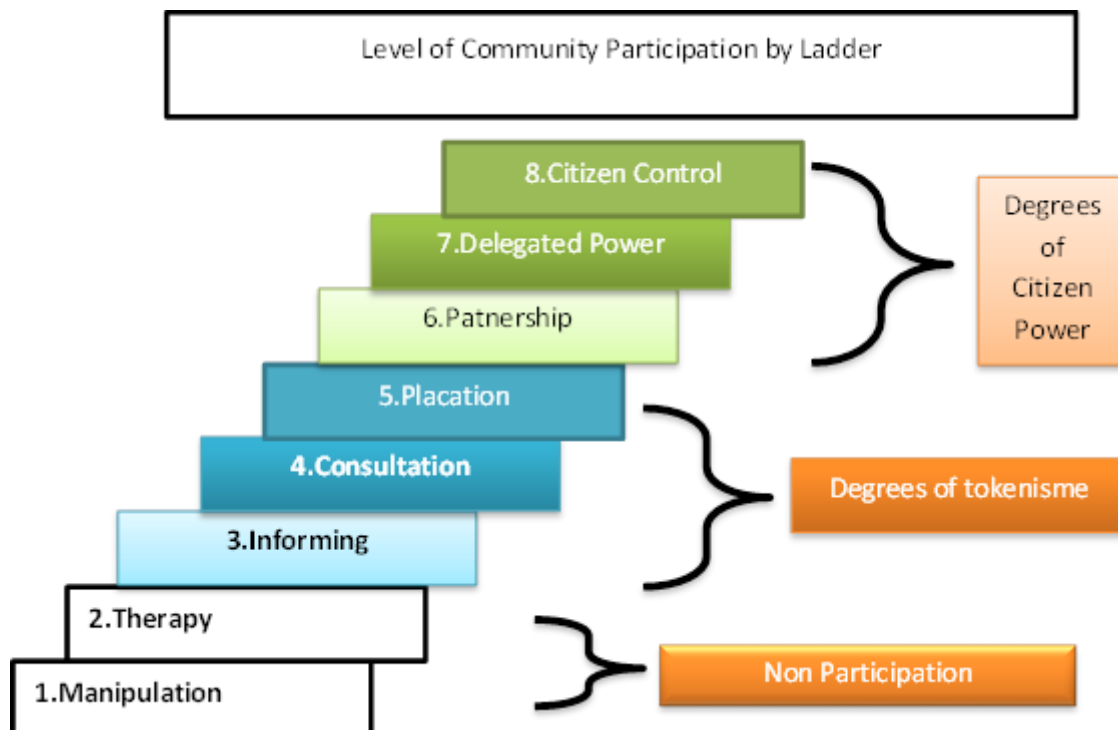 Level of Community Participation by Ladder
8.Citizen Control
7.Delegated Power
6.Patnership
5.Placation
4.Consultation
3.Informing
2.Therapy
1.Manipulation
Degrees
of
Citizen
Power
Degrees of tokenisme
Non Participation